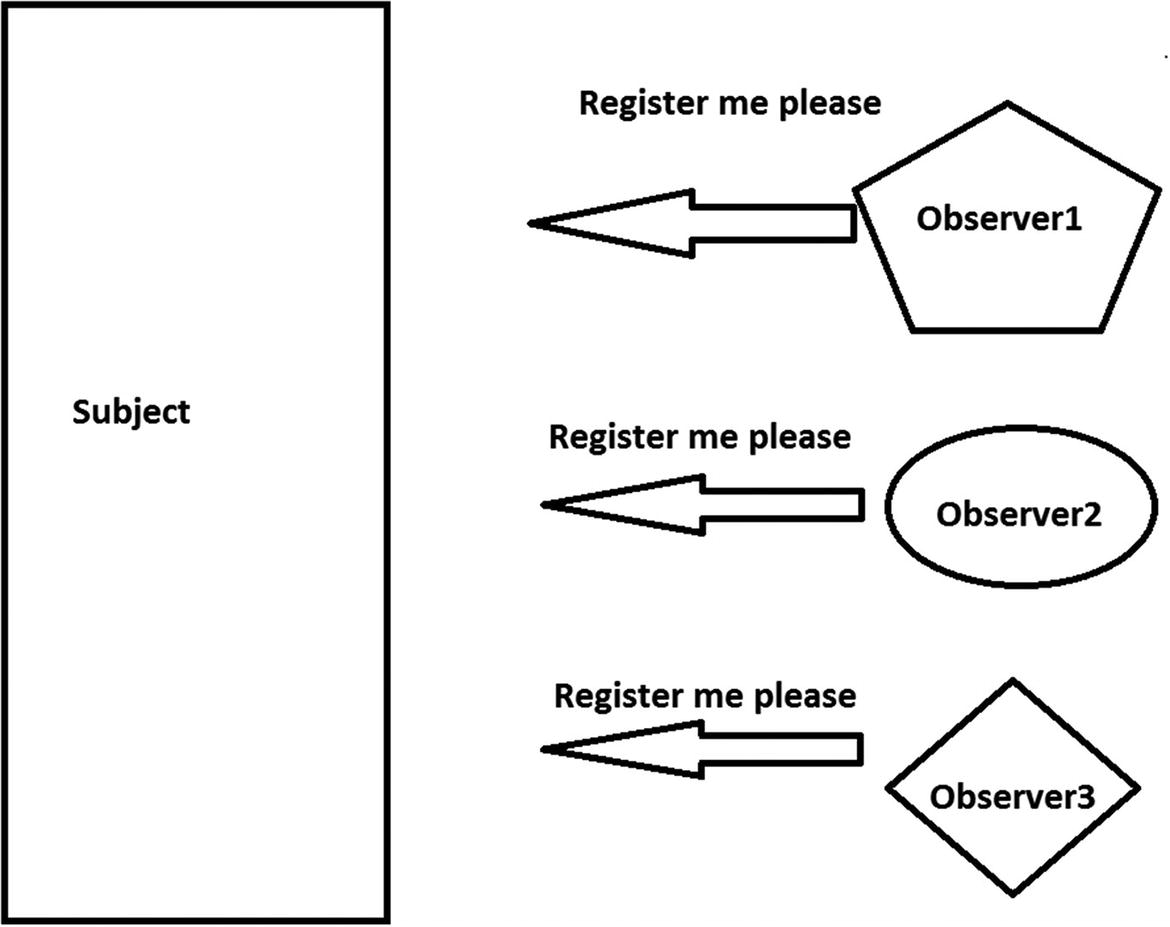 Register me please
Observer1
Subject
Register me please
Observer2
Register me please
Observer3